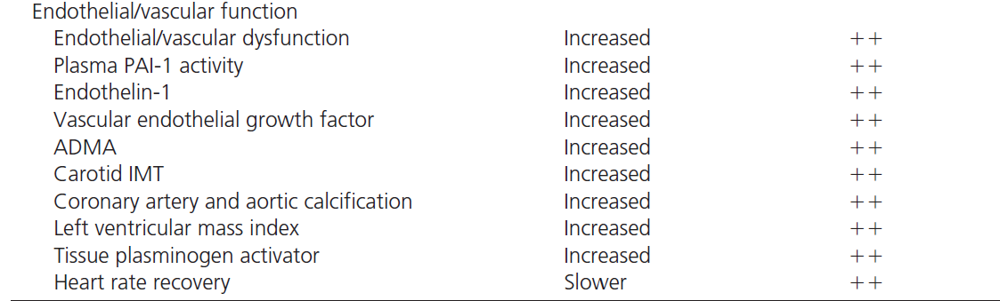 Endothelial/vascular function
Endothelial/vascular dysfunction Increased ++
Plasma PAI-1 activity Increased ++
Endothelin-1 Increased ++
Vascular endothelial growth factor Increased ++
ADMA Increased ++
Carotid IMT Increased ++
Coronary artery and aortic calcification Increased ++
Left ventricular mass index Increased ++
Tissue plasminogen activator Increased ++
Heart rate recovery Slower ++